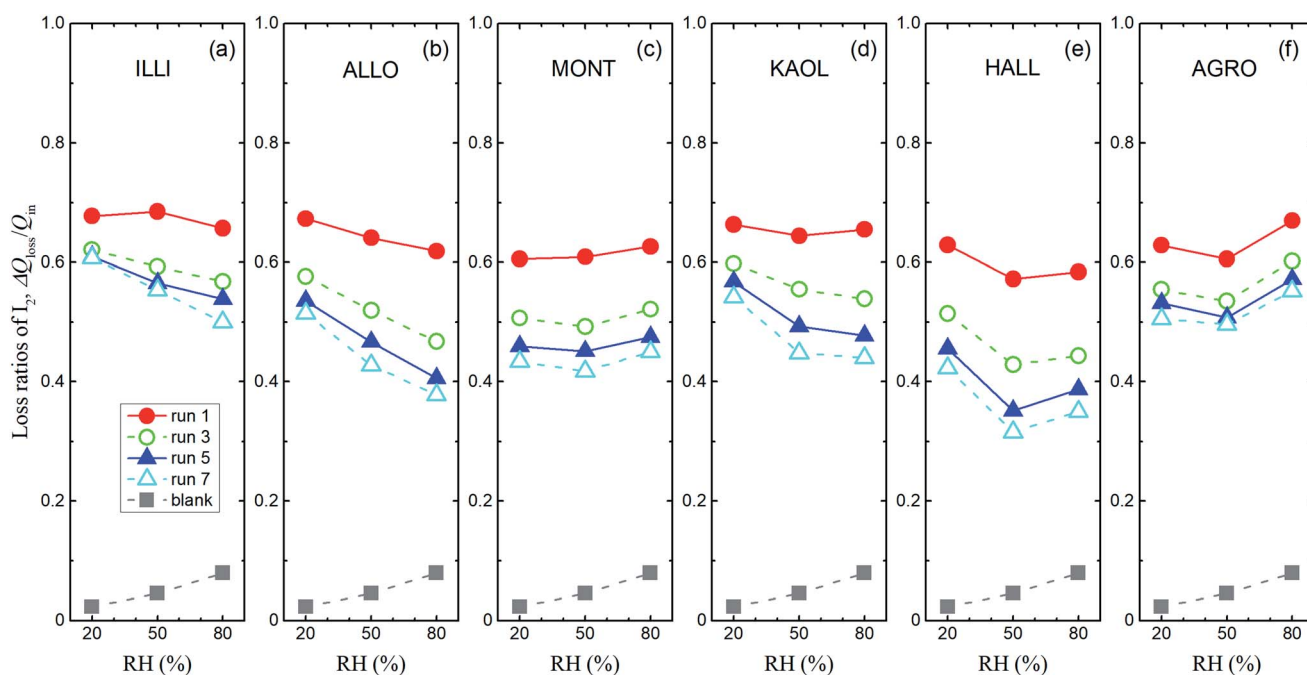 Loss ratios of I₂, ΔQ_loss/Q_in
1.0
0.8
0.6
0.4
0.2
0
(a)
ILLI
run 1
run 3
run 5
run 7
blank
20 50 80
RH (%)
1.0
0.8
0.6
0.4
0.2
0
(b)
ALLO
20 50 80
RH (%)
1.0
0.8
0.6
0.4
0.2
0
(c)
MONT
20 50 80
RH (%)
1.0
0.8
0.6
0.4
0.2
0
(d)
KAOL
20 50 80
RH (%)
1.0
0.8
0.6
0.4
0.2
0
(e)
HALL
20 50 80
RH (%)
1.0
0.8
0.6
0.4
0.2
0
(f)
AGRO
20 50 80
RH (%)